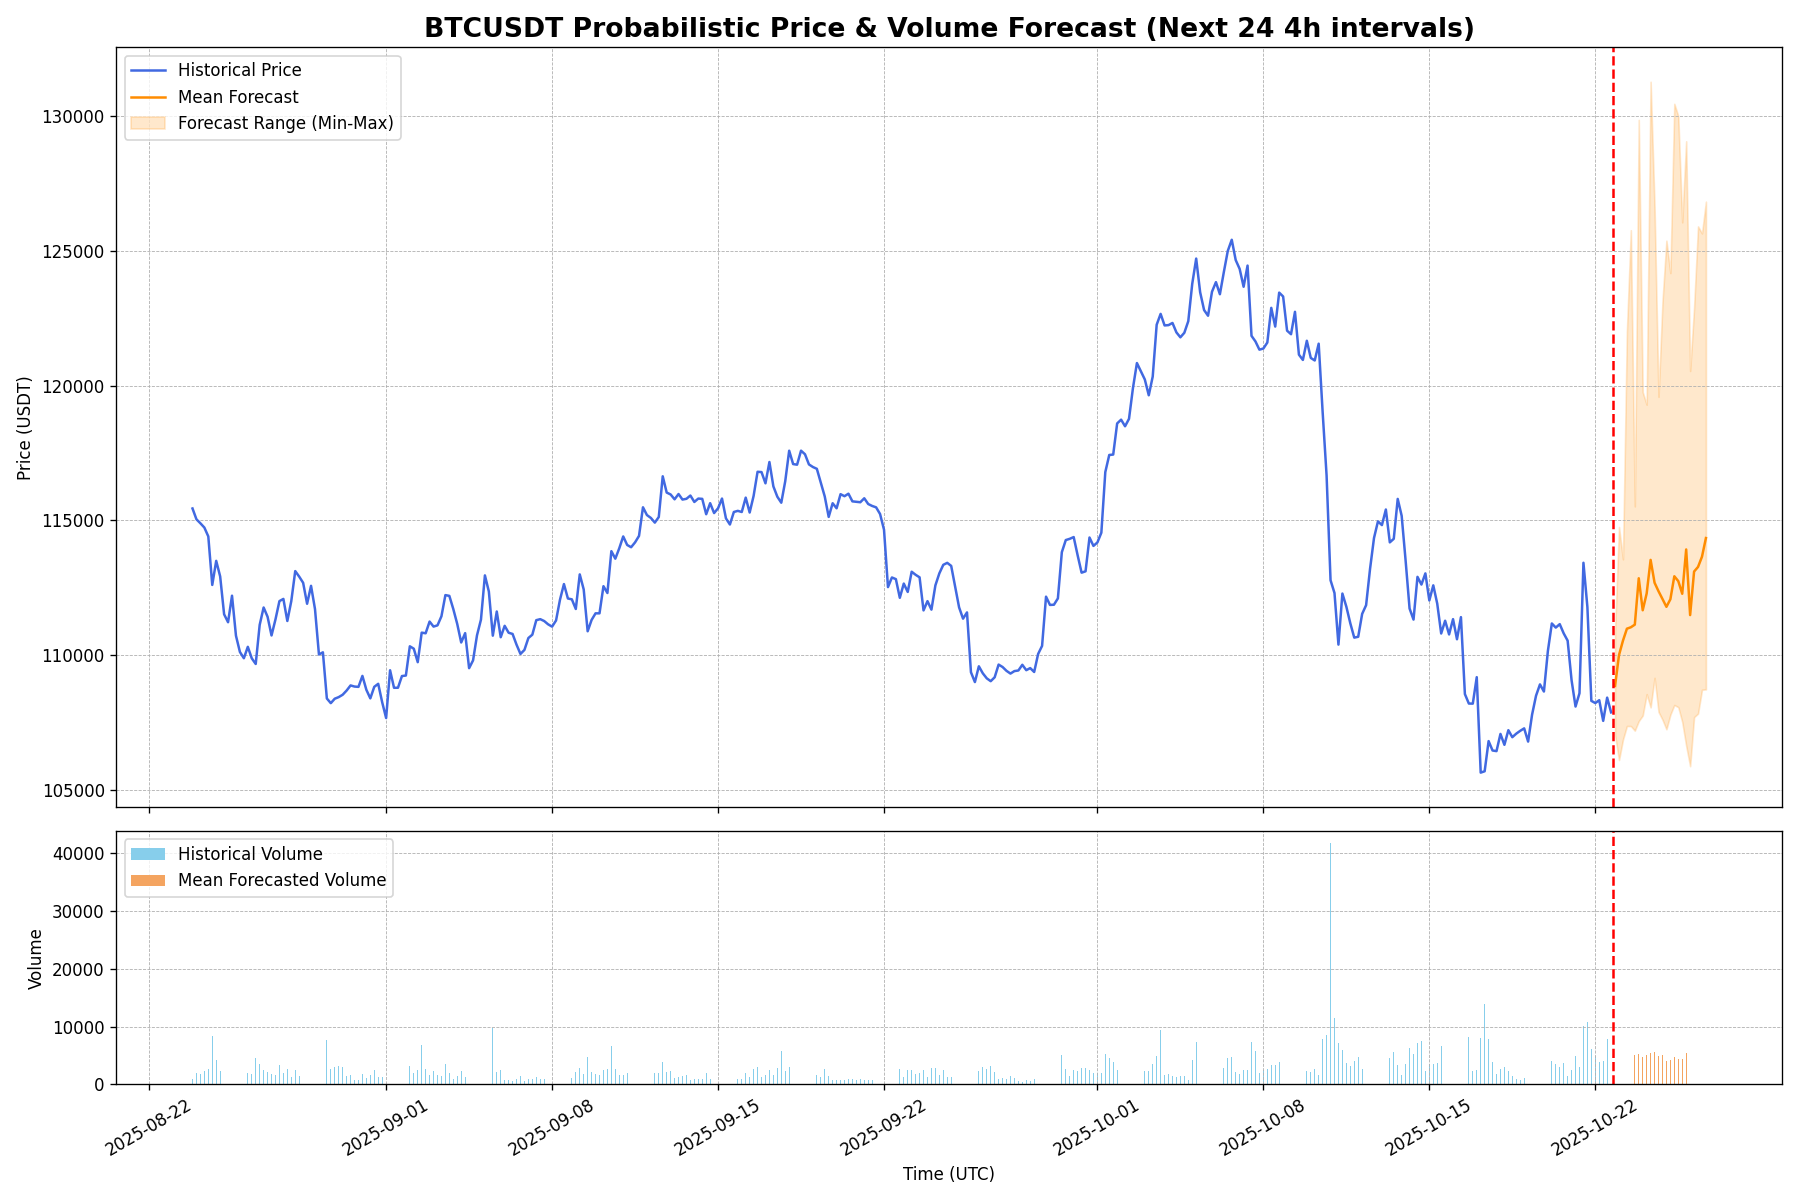 BTCUSDT Probabilistic Price & Volume Forecast (Next 24 4h intervals)
Historical Price
Mean Forecast
Forecast Range (Min-Max)
130000
125000
120000
115000
110000
105000
Price (USDT)
Historical Volume
Mean Forecasted Volume
40000
30000
20000
10000
0
Volume
2025-08-22
2025-09-01
2025-09-08
2025-09-15
2025-09-22
2025-10-01
2025-10-08
2025-10-15
2025-10-22
Time (UTC)